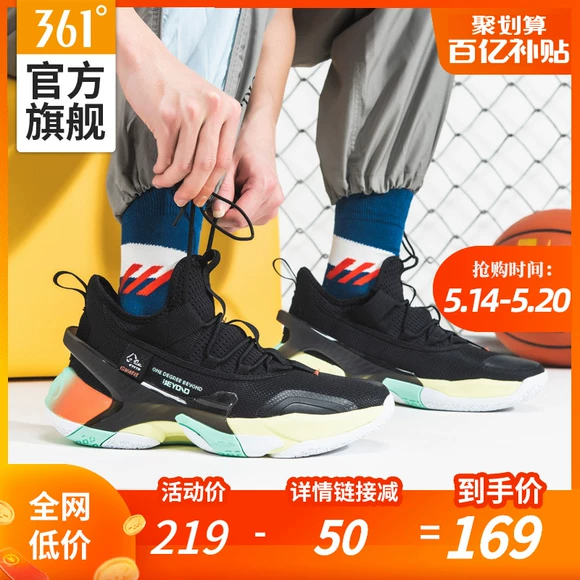 361°
官方
旗舰
聚划算
百亿补贴
抢购时间:
5.14-5.20
ONE DEGREE BEYOND
BEYOND
全网
低价
活动价
详情链接减
到手价
219 - 50 = 169